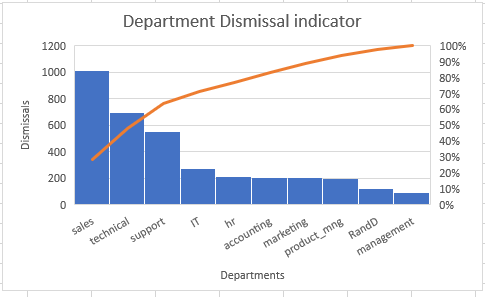 Department Dismissal indicator
1200
1000
800
600
400
200
0
100%
90%
80%
70%
60%
50%
40%
30%
20%
10%
0%
Dismissals
sales
technical
support
IT
hr
accounting
marketing
product_mng
RandD
management
Departments